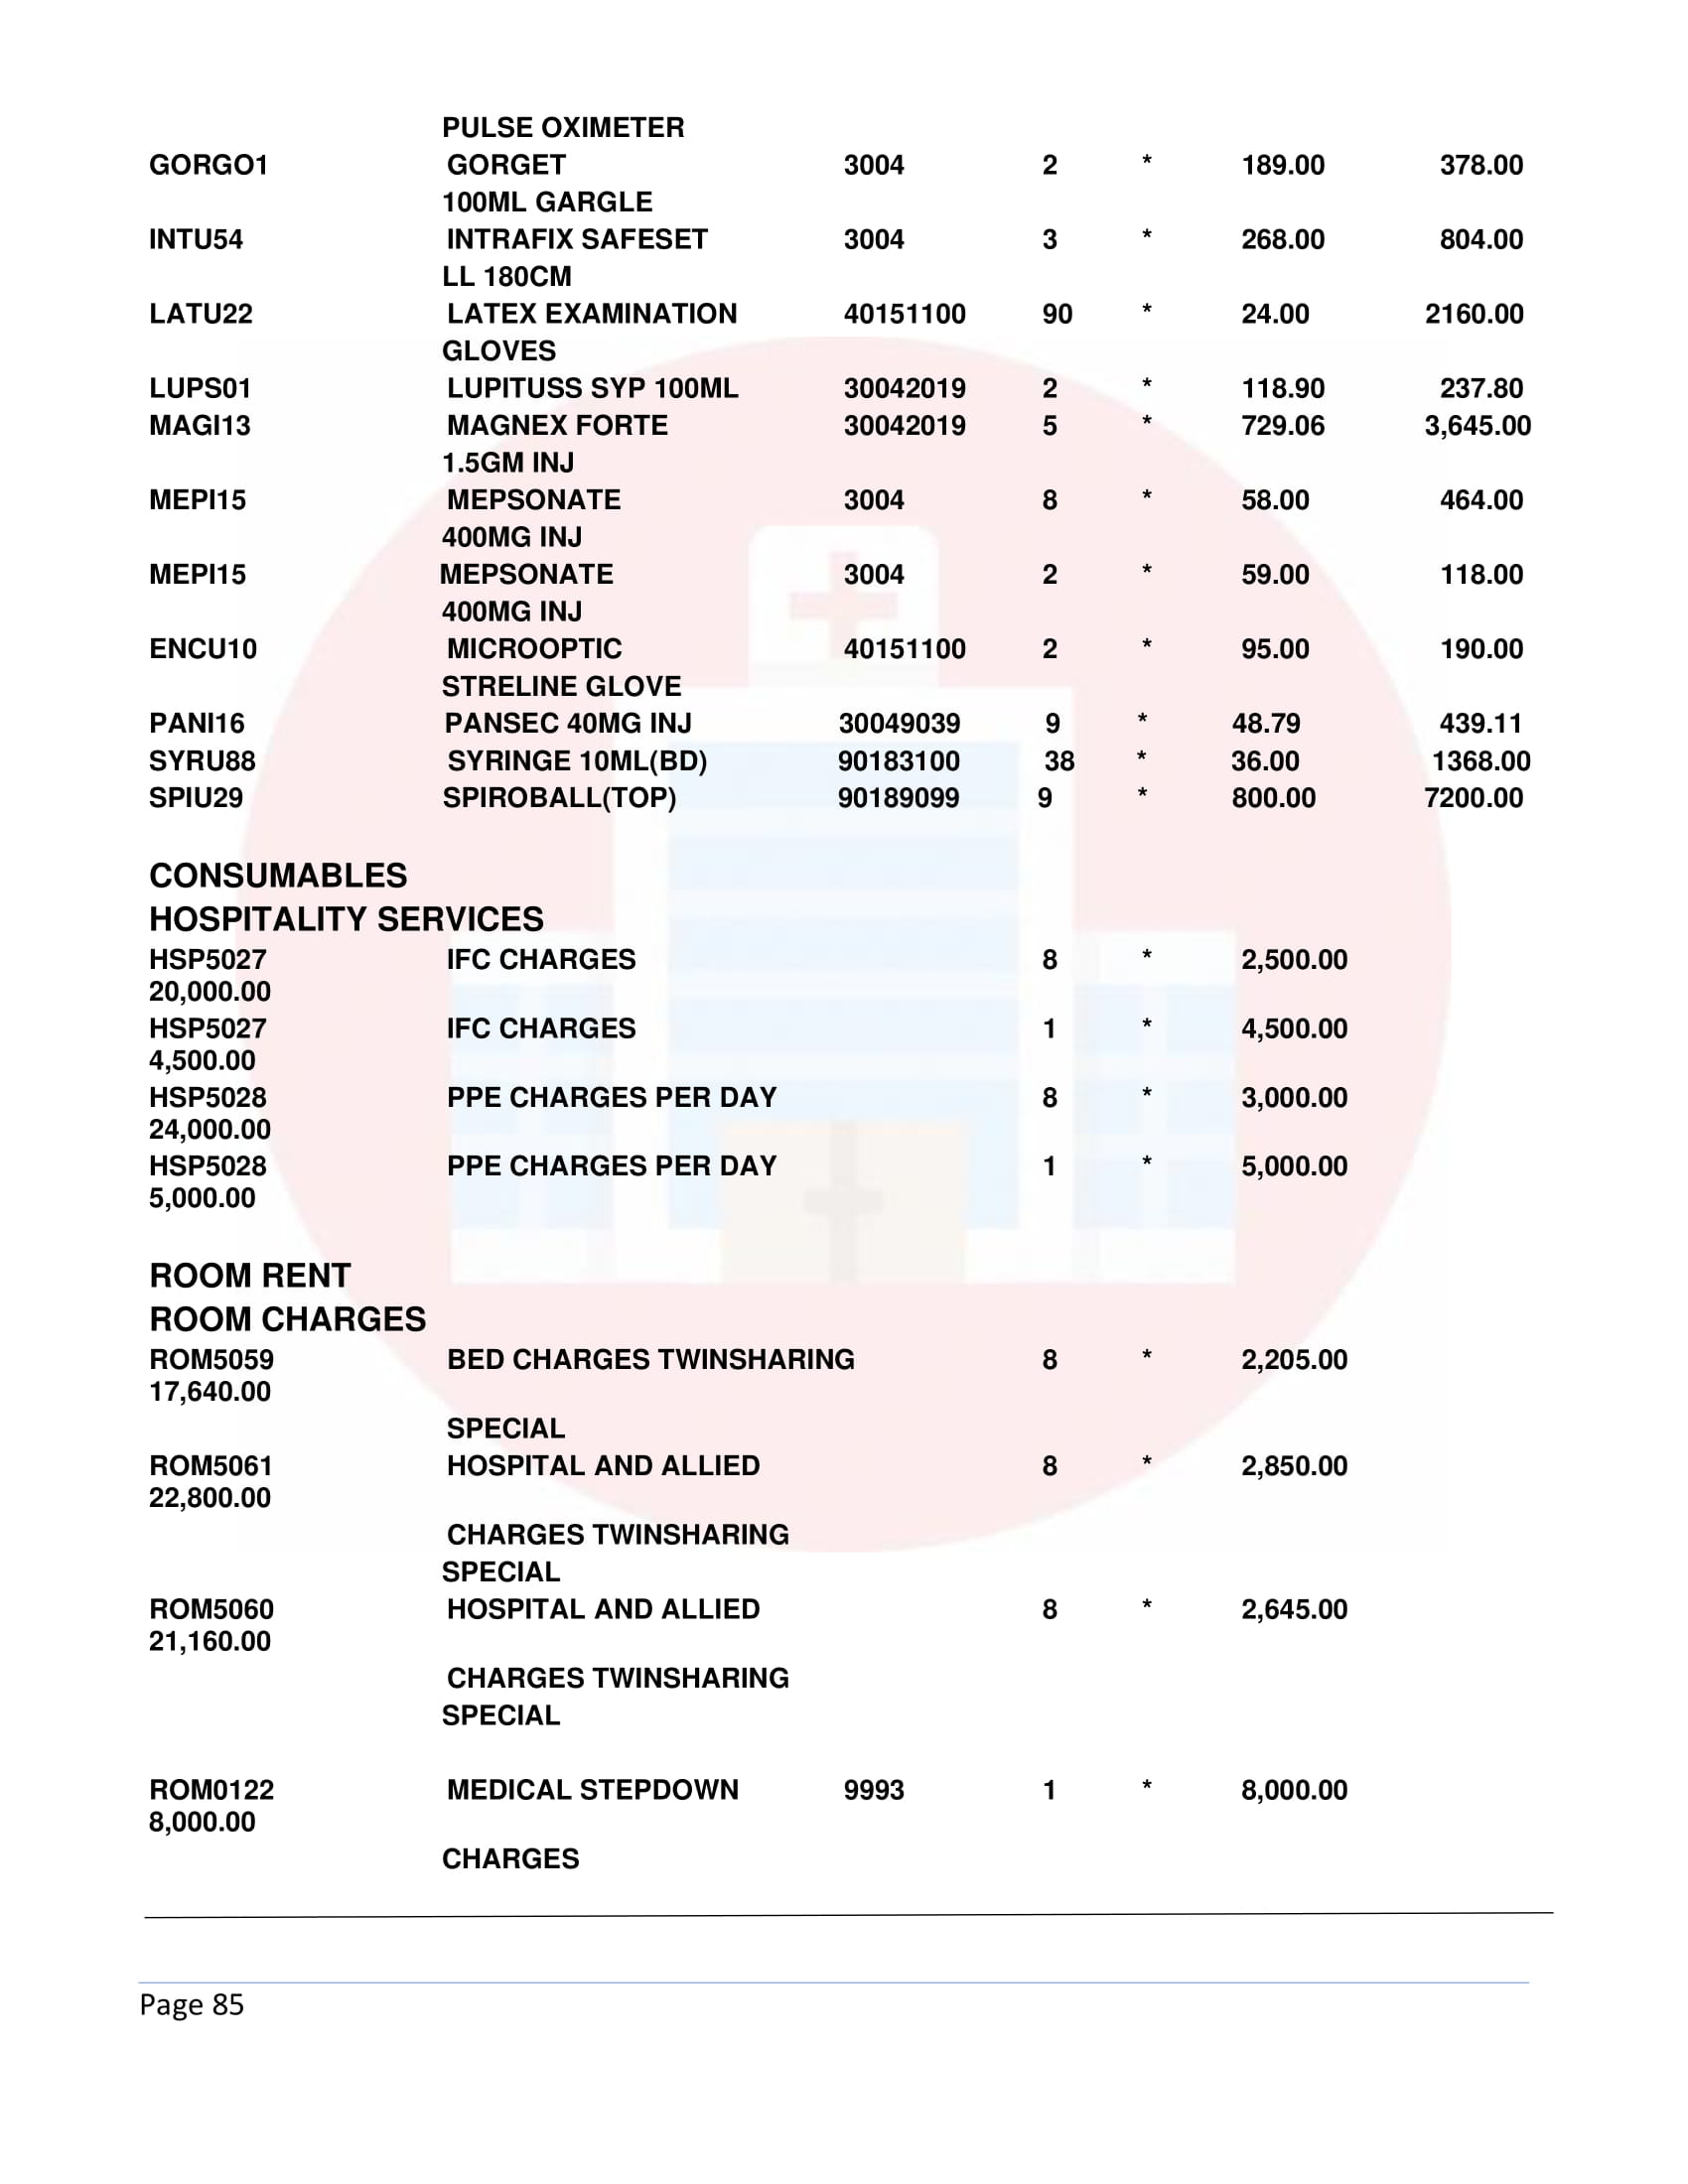 PULSE OXIMETER
GORGO1 GORGET 3004 2 * 189.00 378.00
100ML GARGLE
INTU54 INTRAFIX SAFESET 3004 3 * 268.00 804.00
LL 180CM
LATU22 LATEX EXAMINATION 40151100 90 * 24.00 2160.00
GLOVES
LUPS01 LUPITUSS SYP 100ML 30042019 2 * 118.90 237.80
MAGI13 MAGNEX FORTE 30042019 5 * 729.06 3,645.00
1.5GM INJ
MEPI15 MEPSONATE 3004 8 * 58.00 464.00
400MG INJ
MEPI15 MEPSONATE 3004 2 * 59.00 118.00
400MG INJ
ENCU10 MICROOPTIC 40151100 2 * 95.00 190.00
STRELINE GLOVE
PANI16 PANSEC 40MG INJ 30049039 9 * 48.79 439.11
SYRU88 SYRINGE 10ML(BD) 90183100 38 * 36.00 1368.00
SPIU29 SPIROBALL(TOP) 90189099 9 * 800.00 7200.00
CONSUMABLES
HOSPITALITY SERVICES
HSP5027 IFC CHARGES 8 * 2,500.00
20,000.00
HSP5027 IFC CHARGES 1 * 4,500.00
4,500.00
HSP5028 PPE CHARGES PER DAY 8 * 3,000.00
24,000.00
HSP5028 PPE CHARGES PER DAY 1 * 5,000.00
5,000.00
ROOM RENT
ROOM CHARGES
ROM5059 BED CHARGES TWINSHARING 8 * 2,205.00
17,640.00
SPECIAL
ROM5061 HOSPITAL AND ALLIED 8 * 2,850.00
22,800.00
CHARGES TWINSHARING
SPECIAL
ROM5060 HOSPITAL AND ALLIED 8 * 2,645.00
21,160.00
CHARGES TWINSHARING
SPECIAL
ROM0122 MEDICAL STEPDOWN 9993 1 * 8,000.00
8,000.00
CHARGES
Page 85